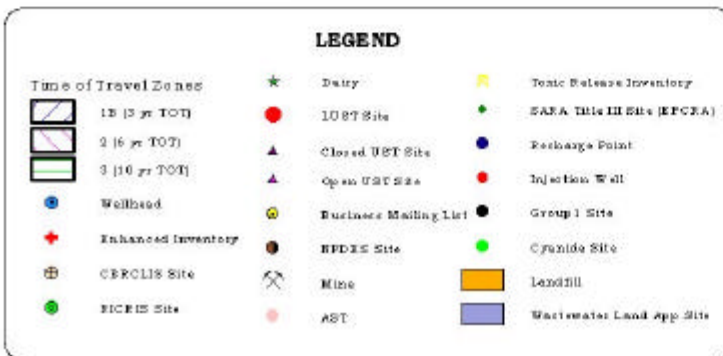 LEGEND
Time of Travel Zones
1B (3 yr TOT)
2 (6 yr TOT)
3 (10 yr TOT)
Wellhead
Enhanced Inventory
CERCLIS Site
RICRIS Site
Dairy
LUST Site
Closed UST Site
Open UST Site
Business Mailing List
NPDES Site
Mine
AST
Toxic Release Inventory
SARA Title III Site (EPCRA)
Recharge Point
Injection Well
Group 1 Site
Cyanide Site
Landfill
Wastewater Land App Site